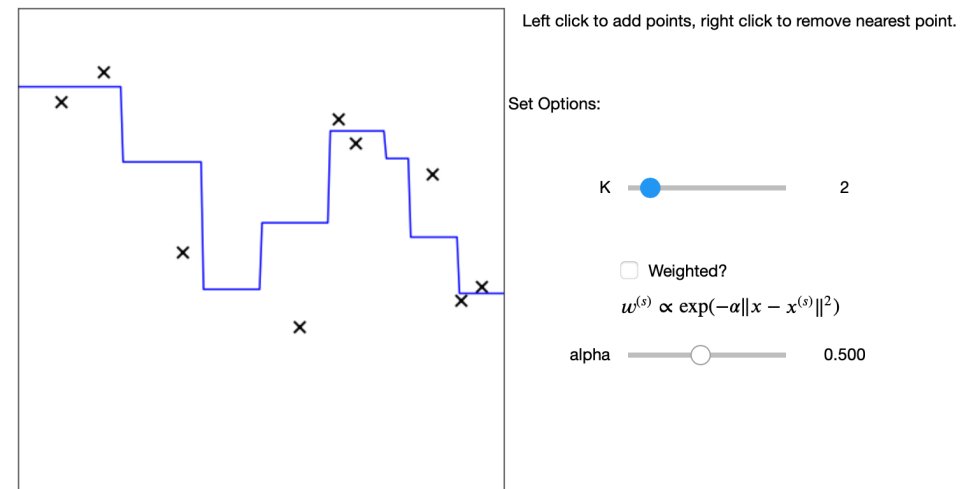 Left click to add points, right click to remove nearest point.
Set Options:
K 2
Weighted?
w⁽ˢ⁾ ∝ exp(−α||x − x⁽ˢ⁾||²)
alpha 0.500